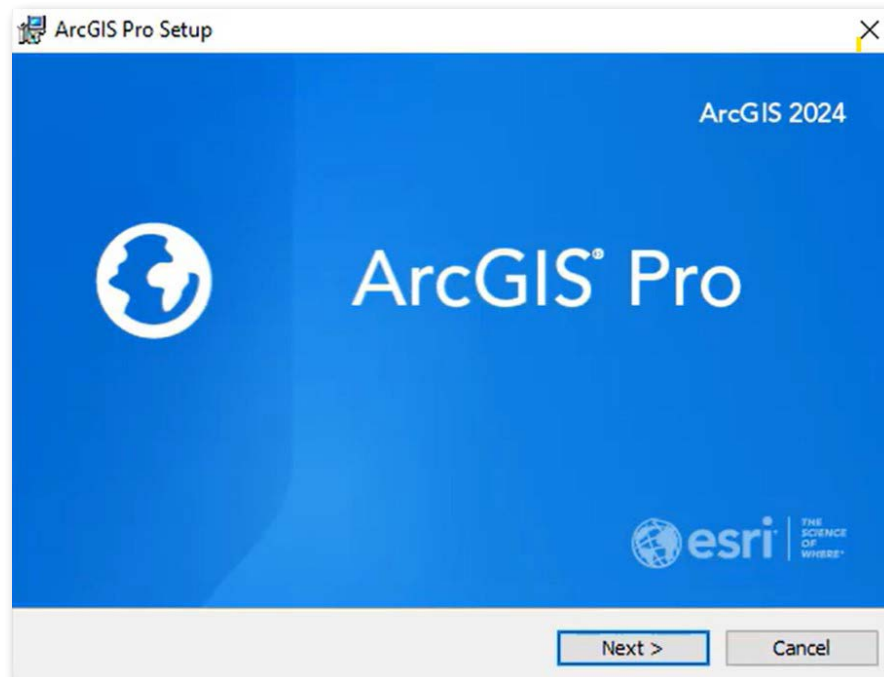 ArcGIS Pro Setup
ArcGIS 2024
ArcGIS® Pro
esri
THE
SCIENCE
OF
WHERE®
Next >
Cancel